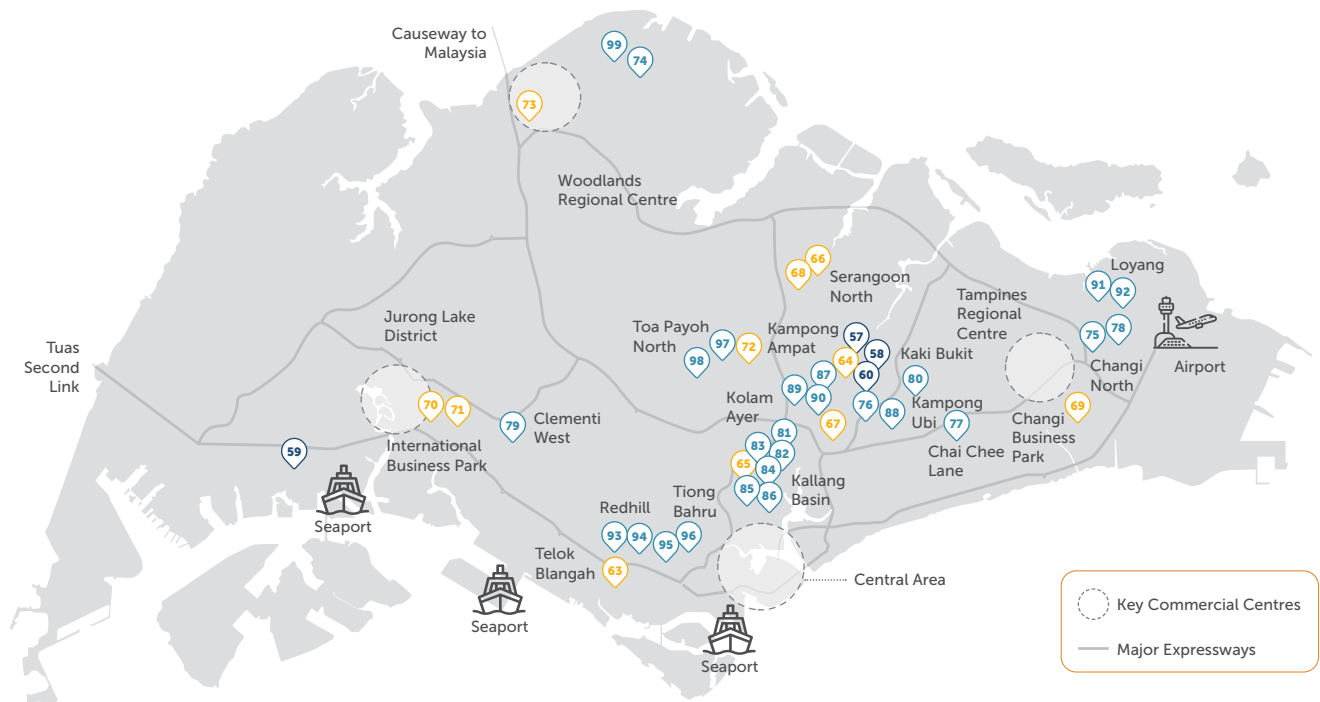 Causeway to
Malaysia
99
74
73
Woodlands
Regional Centre
66
68
Serangoon
North
Loyang
91
92
Tampines
Regional
Centre
75
78
Changi
North
Airport
Jurong Lake
District
Toa Payoh
North
97
98
72
Kampong
Ampat
57
58
64
60
Kaki Bukit
80
Tuas
Second
Link
87
89
90
76
88
Kampong
Ubi
77
Chai Chee
Lane
69
Changi
Business
Park
70
71
79
Clementi
West
International
Business Park
Kolam
Ayer
67
81
83
82
65
84
85
86
Kallang
Basin
59
Seaport
Redhill
Tiong
Bahru
93
94
95
96
Telok
Blangah
63
Seaport
Central Area
Seaport
Key Commercial Centres
Major Expressways